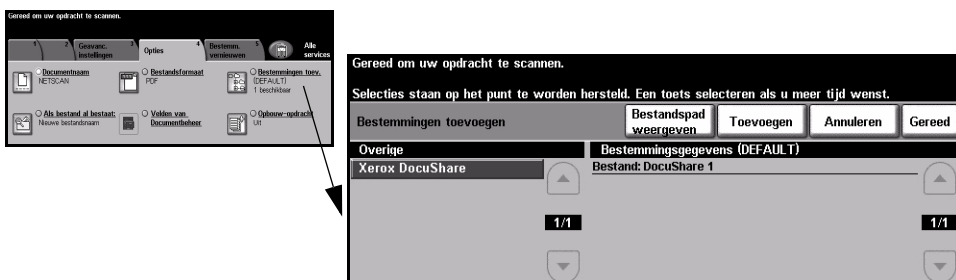 Gereed om uw opdracht te scannen.
1 2 Geavanc. instellingen 3 Opties 4 Bestemm. vernieuwen 5 Alle services
Documentnaam
NETSCAN
Bestandsformaat
PDF
Bestemmingen toev.
(DEFAULT)
1 beschikbaar
Als bestand al bestaat:
Nieuwe bestandsnaam
Velden van
Documentbeheer
Opbouw-opdracht
Uit
Gereed om uw opdracht te scannen.
Selecties staan op het punt te worden hersteld. Een toets selecteren als u meer tijd wenst.
Bestemmingen toevoegen
Bestandspad
weergeven
Toevoegen
Annuleren
Gereed
Overige
Xerox DocuShare
1/1
Bestemmingsgegevens (DEFAULT)
Bestand: DocuShare 1
1/1